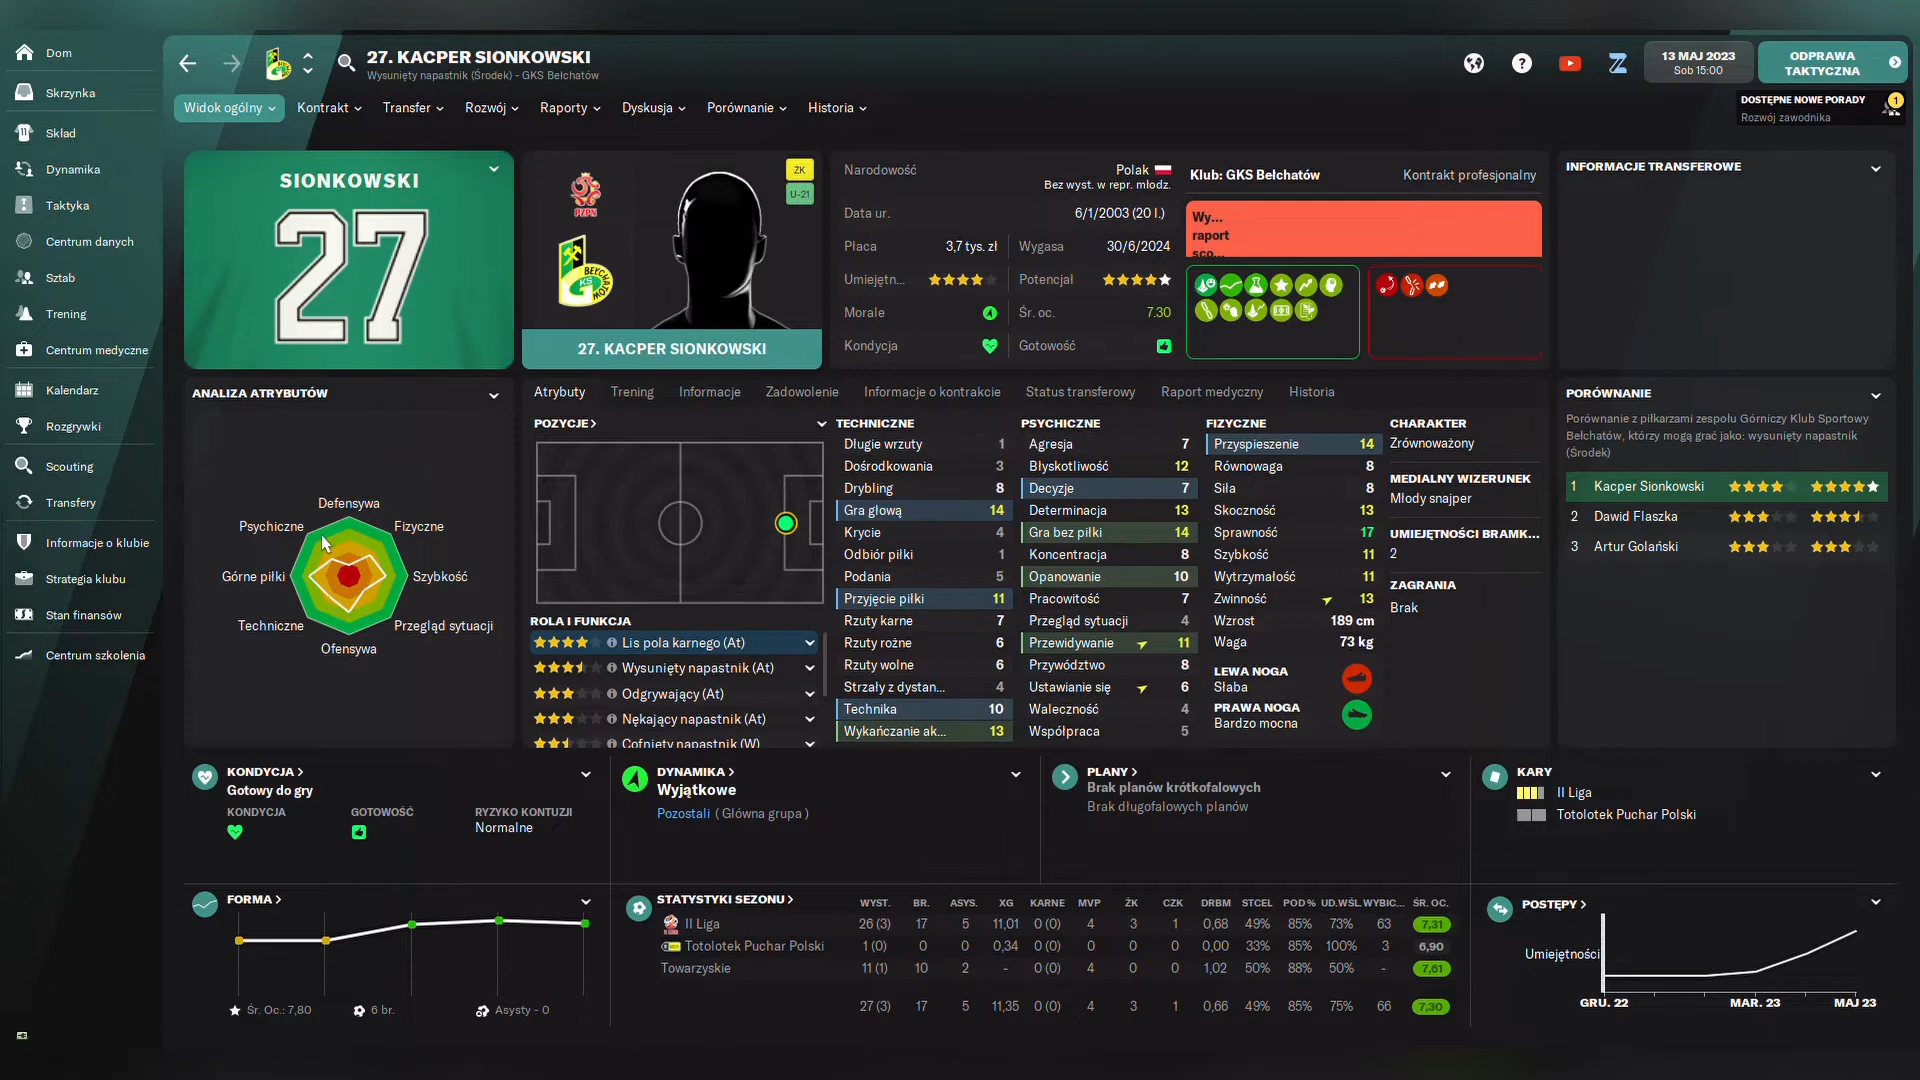 Dom
Skrzynka
Skład
Dynamika
Taktyka
Centrum danych
Sztab
Trening
Centrum medyczne
Kalendarz
Rozgrywki
Scouting
Transfery
Informacje o klubie
Strategia klubu
Stan finansów
Centrum szkolenia
27. KACPER SIONKOWSKI
Wysunięty napastnik (Środek) - GKS Bełchatów
13 MAJ 2023
Sob 15:00
ODPRAWA
TAKTYCZNA
Widok ogólny
Kontrakt
Transfer
Rozwój
Raporty
Dyskusja
Porównanie
Historia
DOSTĘPNE NOWE PORADY
Rozwój zawodnika
1
SIONKOWSKI
27
PZPN
ŻK
U-21
GKS
BEŁCHATÓW
27. KACPER SIONKOWSKI
Narodowość Polak
Bez wyst. w repr. młodz.
Data ur. 6/1/2003 (20 l.)
Płaca 3,7 tys. zł Wygasa 30/6/2024
Umiejętn... Potencjał
Morale Śr. oc. 7.30
Kondycja Gotowość
Klub: GKS Bełchatów Kontrakt profesjonalny
Wy...
raport
sco...
INFORMACJE TRANSFEROWE
ANALIZA ATRYBUTÓW
Defensywa
Psychiczne Fizyczne
Górne piłki Szybkość
Techniczne Przegląd sytuacji
Ofensywa
Atrybuty Trening Informacje Zadowolenie Informacje o kontrakcie Status transferowy Raport medyczny Historia
POZYCJE
ROLA I FUNKCJA
Lis pola karnego (At)
Wysunięty napastnik (At)
Odgrywający (At)
Nękający napastnik (At)
Cofnięty napastnik (W)
TECHNICZNE
Długie wrzuty 1
Dośrodkowania 3
Drybling 8
Gra głową 14
Krycie 4
Odbiór piłki 1
Podania 5
Przyjęcie piłki 11
Rzuty karne 7
Rzuty rożne 6
Rzuty wolne 6
Strzały z dystan... 4
Technika 10
Wykańczanie ak... 13
PSYCHICZNE
Agresja 7
Błyskotliwość 12
Decyzje 7
Determinacja 13
Gra bez piłki 14
Koncentracja 8
Opanowanie 10
Pracowitość 7
Przegląd sytuacji 4
Przewidywanie 11
Przywództwo 8
Ustawianie się 6
Waleczność 4
Współpraca 5
FIZYCZNE
Przyspieszenie 14
Równowaga 8
Siła 8
Skoczność 13
Sprawność 17
Szybkość 11
Wytrzymałość 11
Zwinność 13
Wzrost 189 cm
Waga 73 kg
LEWA NOGA
Słaba
PRAWA NOGA
Bardzo mocna
CHARAKTER
Zrównoważony
MEDIALNY WIZERUNEK
Młody snajper
UMIEJĘTNOŚCI BRAMK...
2
ZAGRANIA
Brak
PORÓWNANIE
Porównanie z piłkarzami zespołu Górniczy Klub Sportowy
Bełchatów, którzy mogą grać jako: wysunięty napastnik
(Środek)
1 Kacper Sionkowski
2 Dawid Flaszka
3 Artur Golański
KONDYCJA
Gotowy do gry
KONDYCJA GOTOWOŚĆ RYZYKO KONTUZJI
Normalne
DYNAMIKA
Wyjątkowe
Pozostali ( Główna grupa )
PLANY
Brak planów krótkofalowych
Brak długofalowych planów
KARY
II Liga
Totolotek Puchar Polski
FORMA
Śr. Oc.: 7,80 6 br. Asysty - 0
STATYSTYKI SEZONU WYST. BR. ASYS. XG KARNE MVP ŻK CZK DRBM STCEL POD% UD.WŚL. WYBIC... ŚR. OC.
II Liga 26 (3) 17 5 11,01 0 (0) 4 3 1 0,68 49% 85% 73% 63 7,31
Totolotek Puchar Polski 1 (0) 0 0 0,34 0 (0) 0 0 0 0,00 33% 85% 100% 3 6,90
Towarzyskie 11 (1) 10 2 - 0 (0) 4 0 0 1,02 50% 88% 50% - 7,61
27 (3) 17 5 11,35 0 (0) 4 3 1 0,66 49% 85% 75% 66 7,30
POSTĘPY
Umiejętności
GRU. 22 MAR. 23 MAJ 23